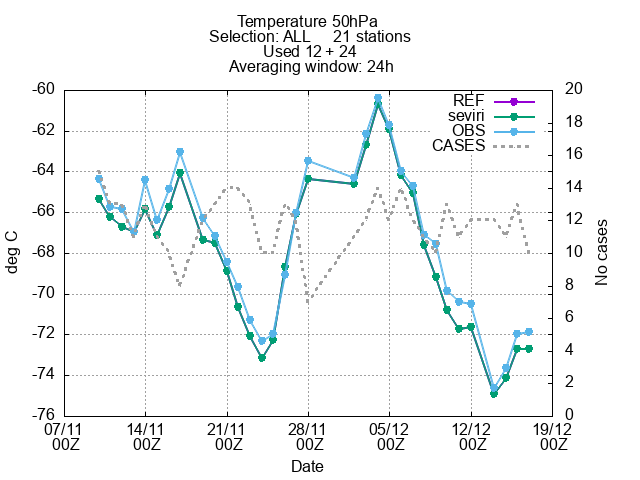 Temperature 50hPa
Selection: ALL 21 stations
Used 12 + 24
Averaging window: 24h
REF
seviri
OBS
CASES
-60
-62
-64
-66
-68
-70
-72
-74
-76
deg C
20
18
16
14
12
10
8
6
4
2
0
No cases
07/11 14/11 21/11 28/11 05/12 12/12 19/12
00Z 00Z 00Z 00Z 00Z 00Z 00Z
Date